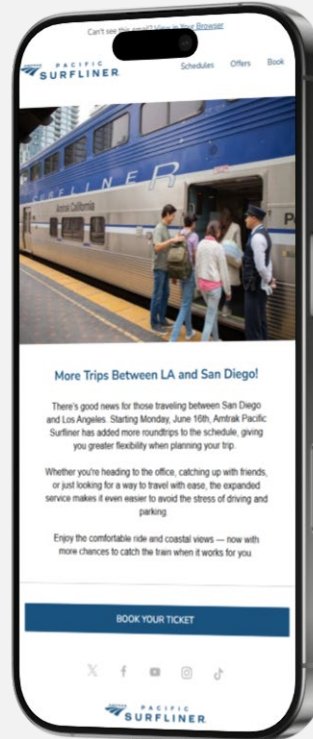 Can't see this email? View in Your Browser
PACIFIC
SURFLINER
Schedules Offers Book
SURFLINER
Amtrak California
More Trips Between LA and San Diego!
There's good news for those traveling between San Diego
and Los Angeles. Starting Monday, June 16th, Amtrak Pacific
Surfliner has added more roundtrips to the schedule, giving
you greater flexibility when planning your trip.
Whether you're heading to the office, catching up with friends,
or just looking for a way to travel with ease, the expanded
service makes it even easier to avoid the stress of driving and
parking
Enjoy the comfortable ride and coastal views — now with
more chances to catch the train when it works for you
BOOK YOUR TICKET
PACIFIC
SURFLINER